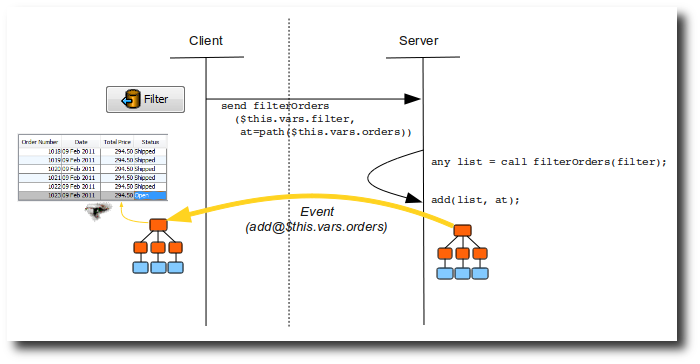 Client
Server
Filter
send filterOrders
($this.vars.filter,
at=path($this.vars.orders))
Order Number Date Total Price Status
1018 09 Feb 2011 294.50 Shipped
1019 09 Feb 2011 294.50 Shipped
1020 09 Feb 2011 294.50 Shipped
1021 09 Feb 2011 294.50 Shipped
1022 09 Feb 2011 294.50 Shipped
1023 09 Feb 2011 294.50 Open
any list = call filterOrders(filter);
add(list, at);
Event
(add@$this.vars.orders)